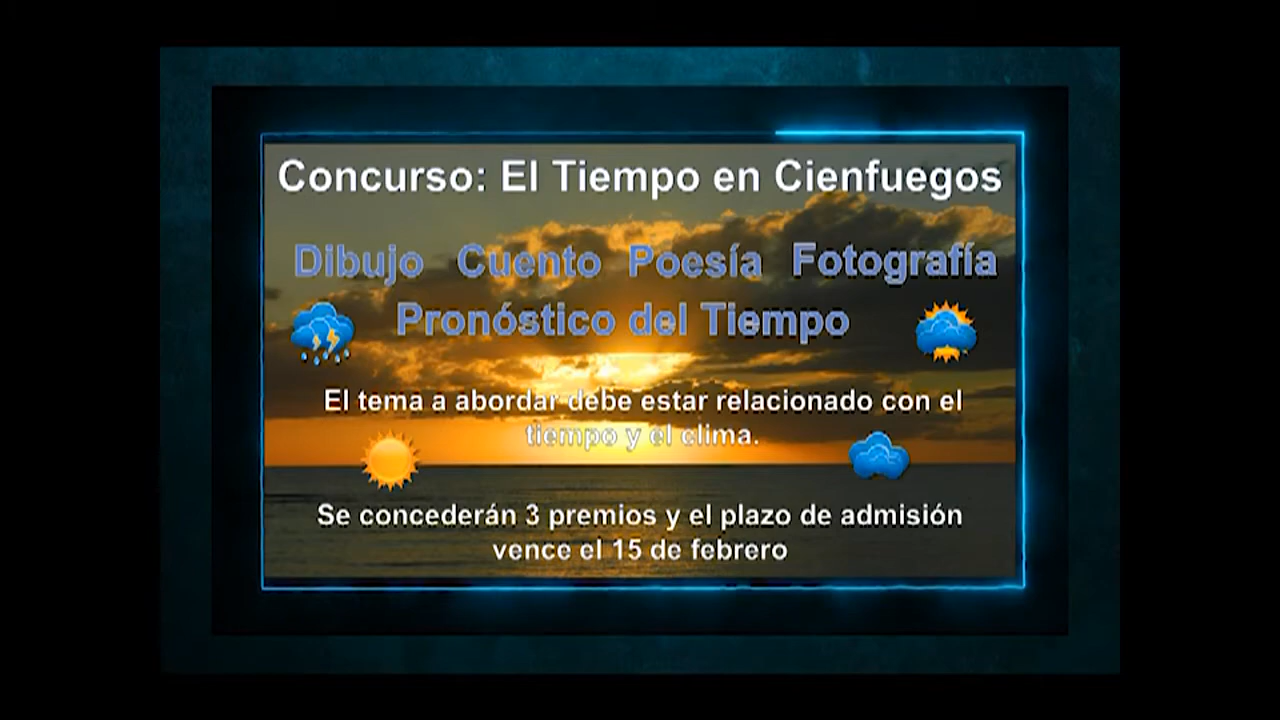 Concurso: El Tiempo en Cienfuegos
Dibujo Cuento Poesía Fotografía
Pronóstico del Tiempo
El tema a abordar debe estar relacionado con el
tiempo y el clima.
Se concederán 3 premios y el plazo de admisión
vence el 15 de febrero